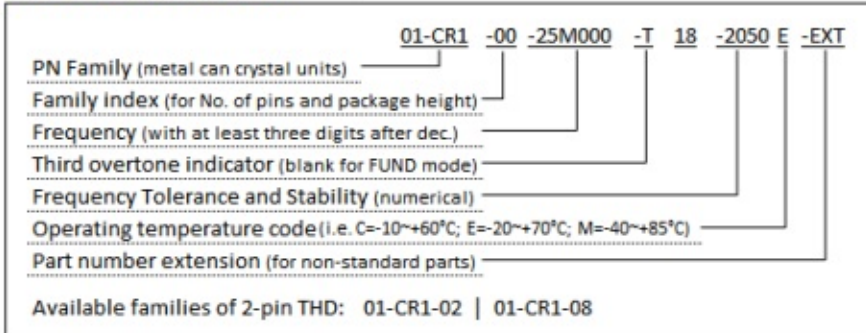 01-CR1 -00 -25M000 -T 18 -2050 E -EXT
PN Family (metal can crystal units)
Family index (for No. of pins and package height)
Frequency (with at least three digits after dec.)
Third overtone indicator (blank for FUND mode)
Frequency Tolerance and Stability (numerical)
Operating temperature code(i.e. C=-10~+60°C; E=-20~+70°C; M=-40~+85°C)
Part number extension (for non-standard parts)
Available families of 2-pin THD: 01-CR1-02 | 01-CR1-08